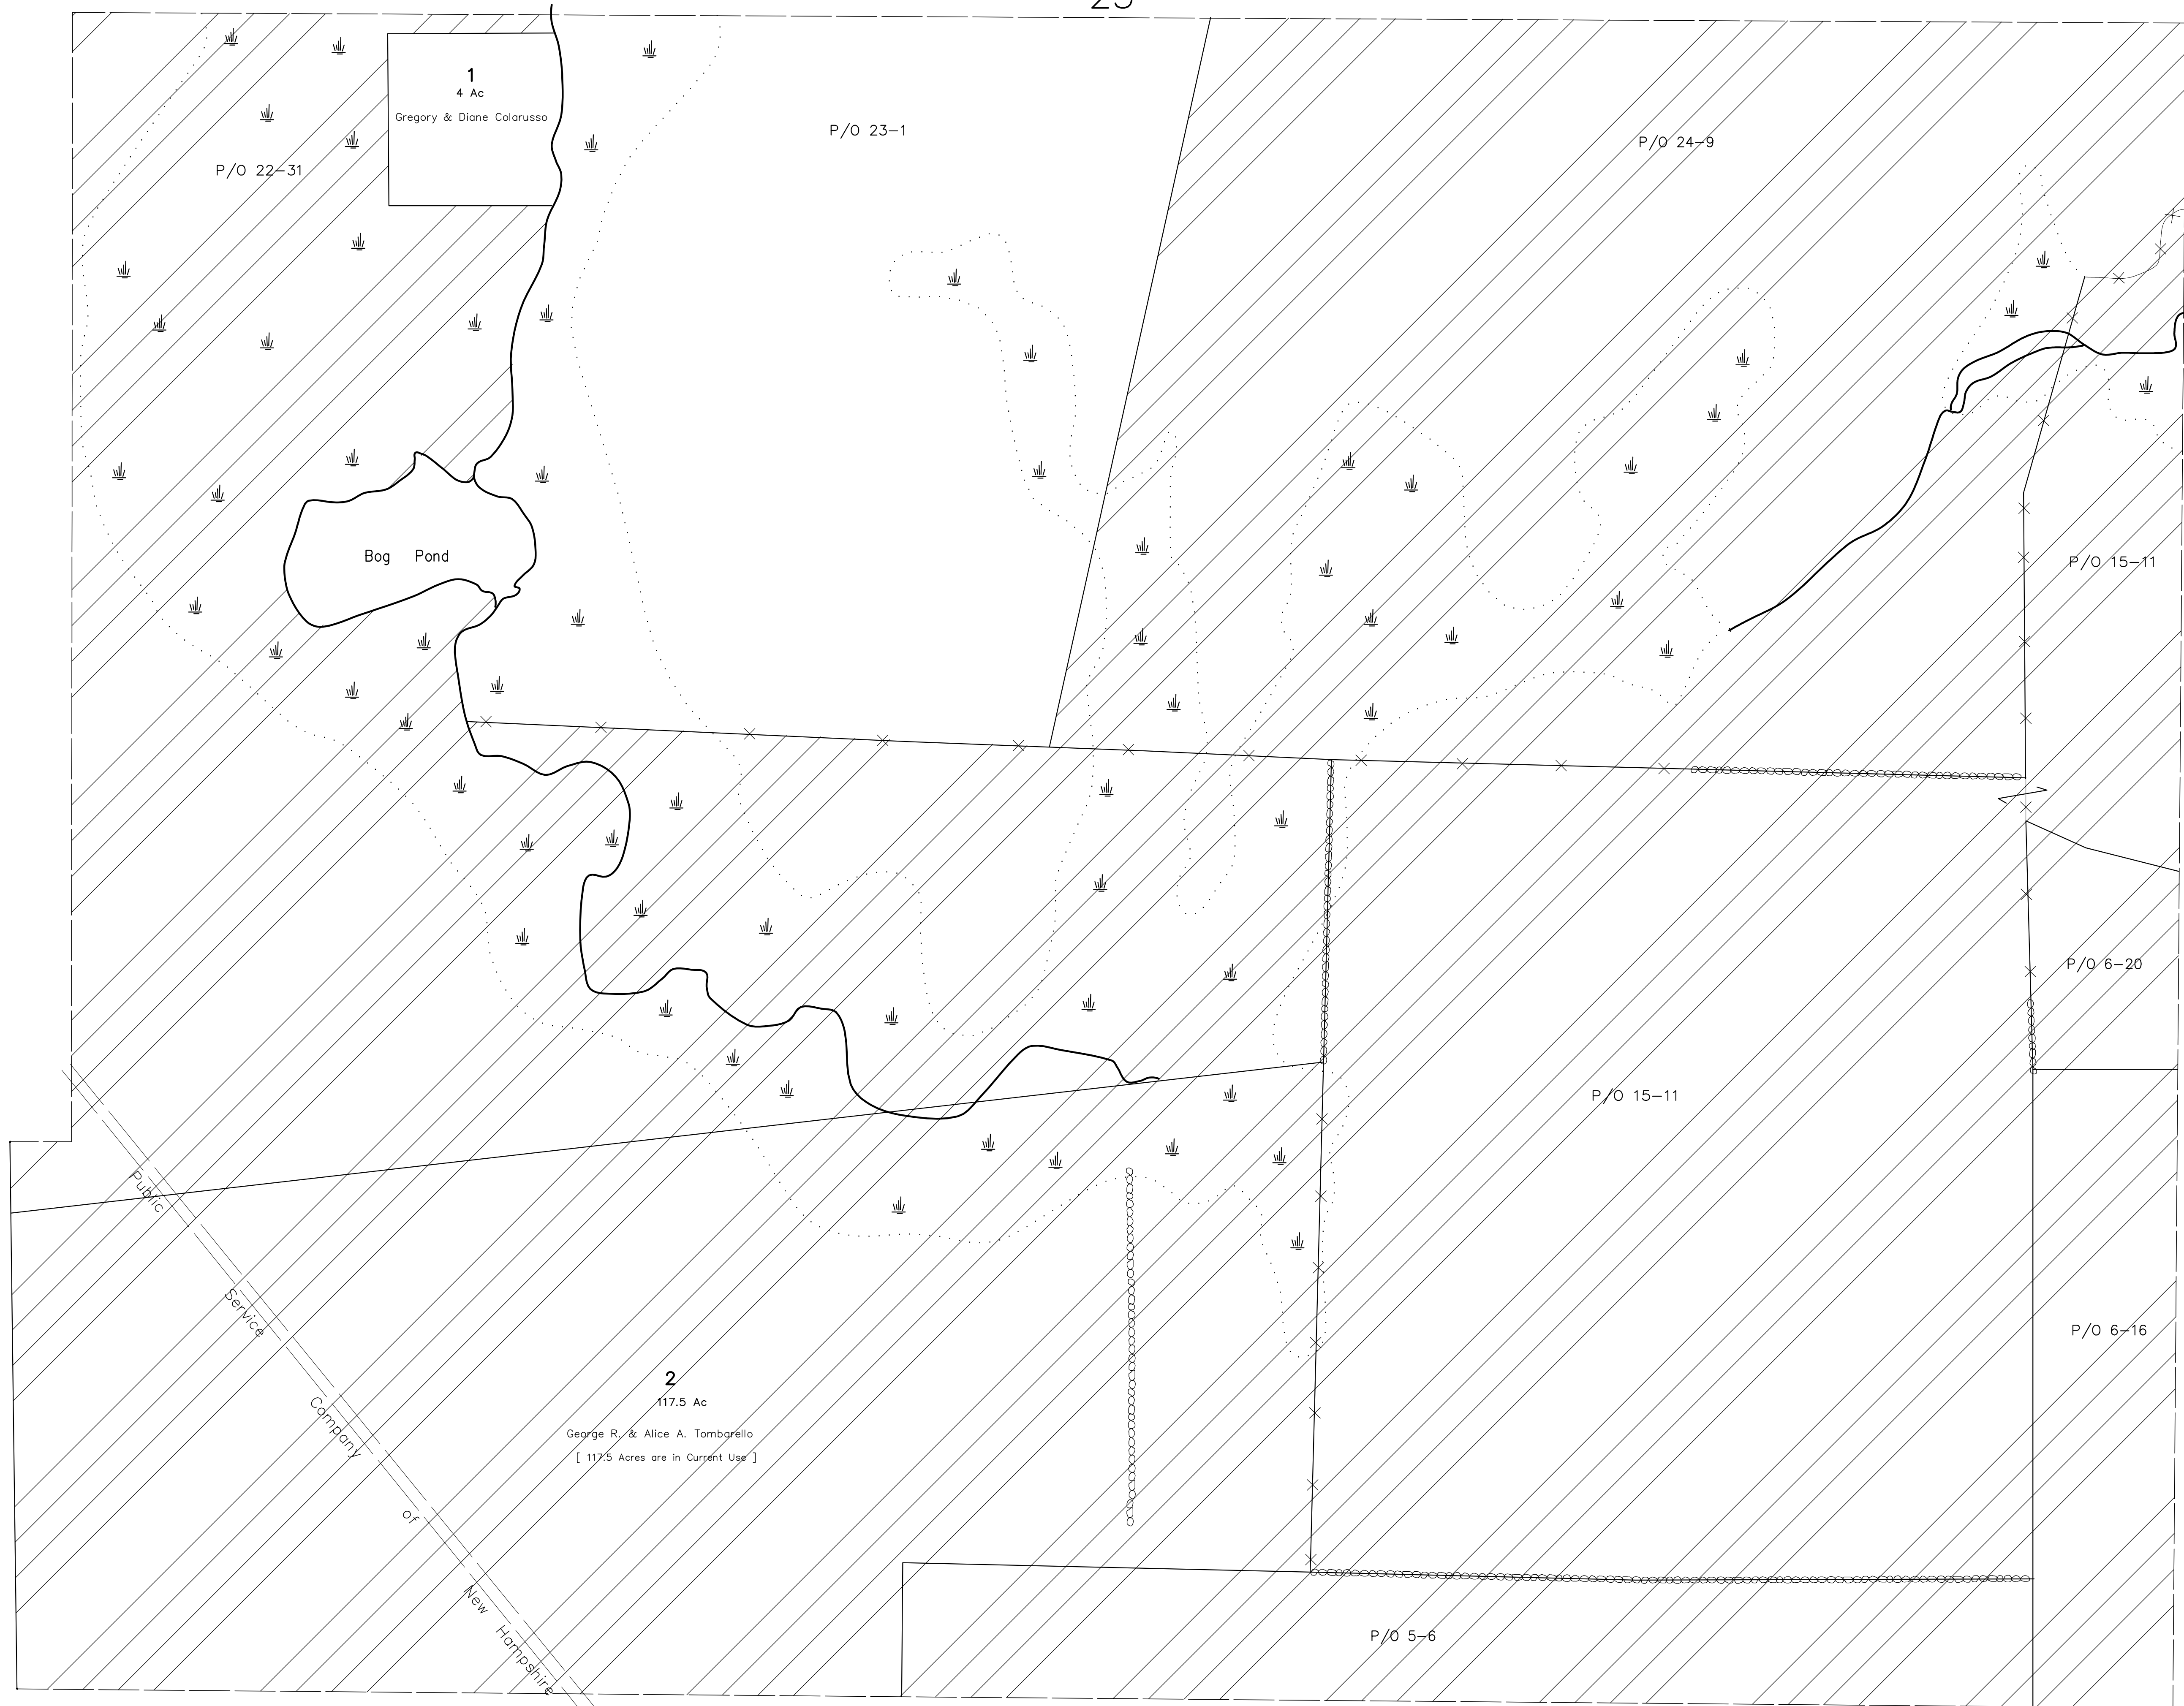 1
4 Ac
Gregory & Diane Colarusso
P/O 23-1
P/O 24-9
P/O 22-31
Bog Pond
P/O 15-11
P/O 6-20
P/O 15-11
Public Service Company of New Hampshire
P/O 6-16
2
117.5 Ac
George R. & Alice A. Tombarello
[ 117.5 Acres are in Current Use ]
P/O 5-6